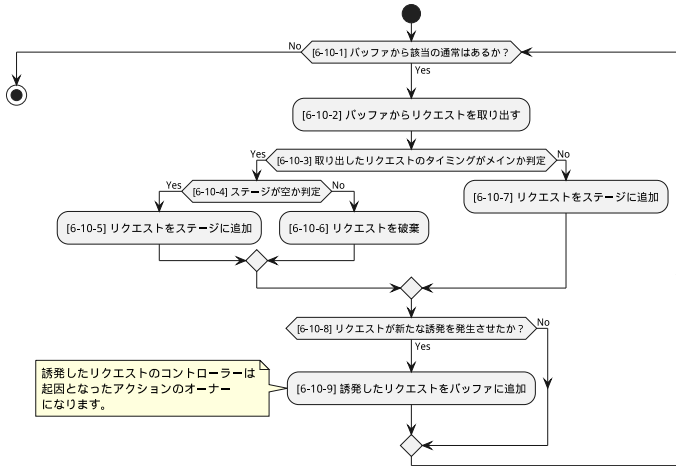 No
[6-10-1] バッファから該当の通常はあるか？
Yes
[6-10-2] バッファからリクエストを取り出す
Yes
[6-10-3] 取り出したリクエストのタイミングがメインか判定
No
Yes
[6-10-4] ステージが空か判定
No
[6-10-7] リクエストをステージに追加
[6-10-5] リクエストをステージに追加
[6-10-6] リクエストを破棄
[6-10-8] リクエストが新たな誘発を発生させたか？
No
Yes
誘発したリクエストのコントローラーは
起因となったアクションのオーナー
になります。
[6-10-9] 誘発したリクエストをバッファに追加